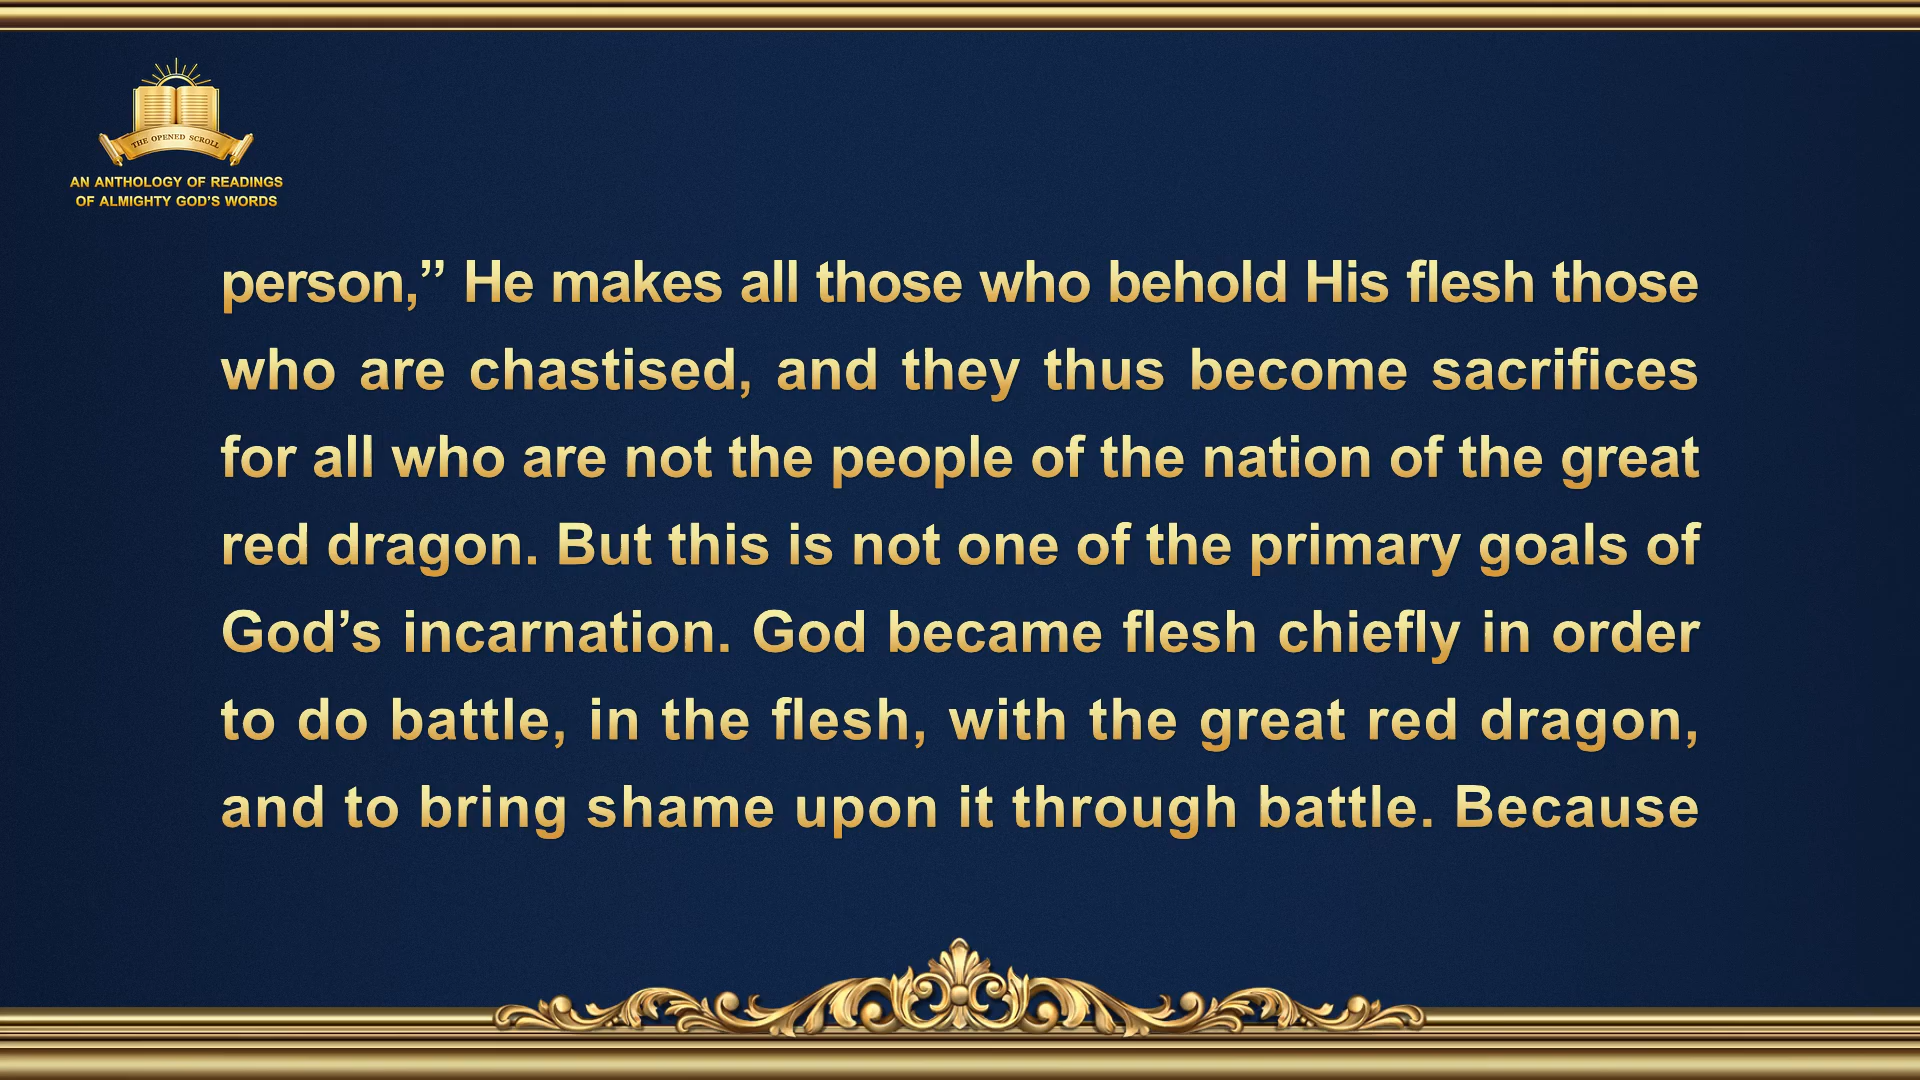 THE OPENED SCROLL
AN ANTHOLOGY OF READINGS
OF ALMIGHTY GOD’S WORDS
person,” He makes all those who behold His flesh those
who are chastised, and they thus become sacrifices
for all who are not the people of the nation of the great
red dragon. But this is not one of the primary goals of
God’s incarnation. God became flesh chiefly in order
to do battle, in the flesh, with the great red dragon,
and to bring shame upon it through battle. Because